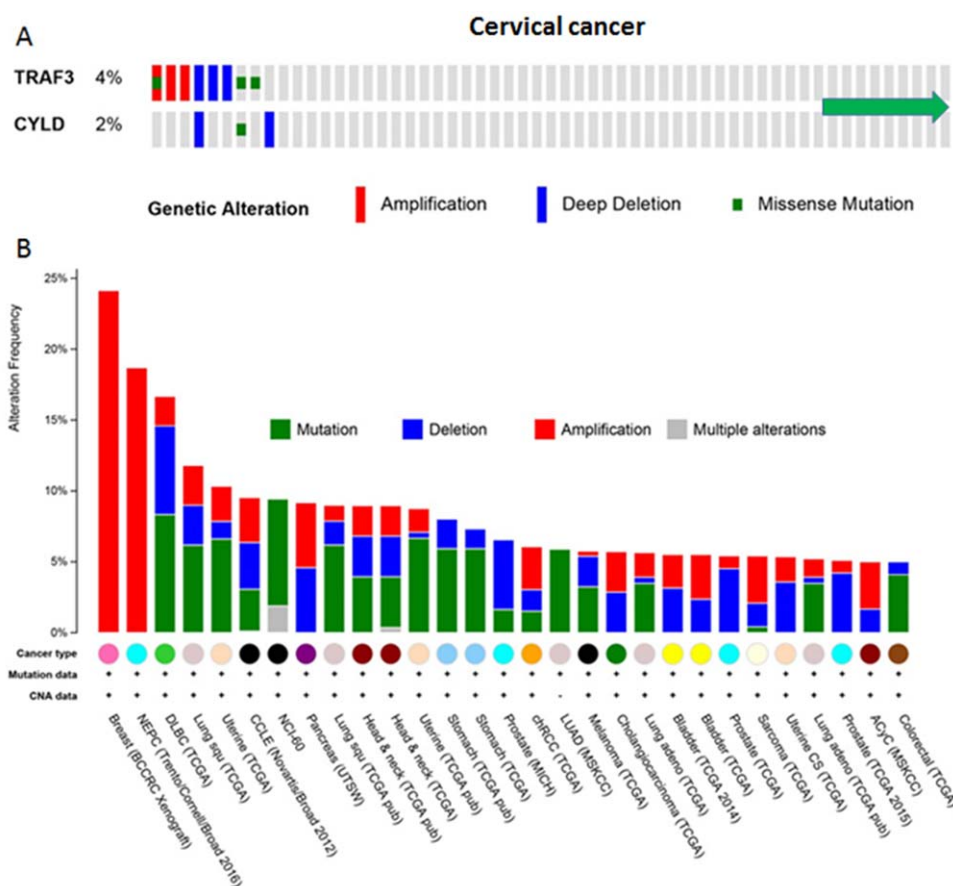 Cervical cancer
A
TRAF3 4%
CYLD 2%
Genetic Alteration Amplification Deep Deletion Missense Mutation
B
Alteration Frequency
25%
20%
15%
10%
5%
0%
Mutation Deletion Amplification Multiple alterations
Cancer type
Mutation data + + + + + + + + + + + + + + + + + + + + + + + + + + + + +
CNA data + + + + + + + + + + + + + + + + - + + + + + + + + + + + +
Breast (BCCRC Xenograft)
NEPC (Trento/Cornell/Broad 2016)
DLBC (TCGA)
Lung squ (TCGA)
Uterine (TCGA)
CCLE (Novartis/Broad 2012)
NCI-60
Pancreas (UTSW)
Lung squ (TCGA pub)
Head & neck (TCGA pub)
Head & neck (TCGA)
Uterine (TCGA pub)
Stomach (TCGA pub)
Stomach (TCGA)
Prostate (MICH)
chRCC (TCGA)
LUAD (MSKCC)
Melanoma (TCGA)
Cholangiocarcinoma (TCGA)
Lung adeno (TCGA)
Bladder (TCGA 2014)
Bladder (TCGA)
Prostate (TCGA)
Sarcoma (TCGA)
Uterine CS (TCGA)
Lung adeno (TCGA pub)
Prostate (TCGA 2015)
ACyC (MSKCC)
Colorectal (TCGA)